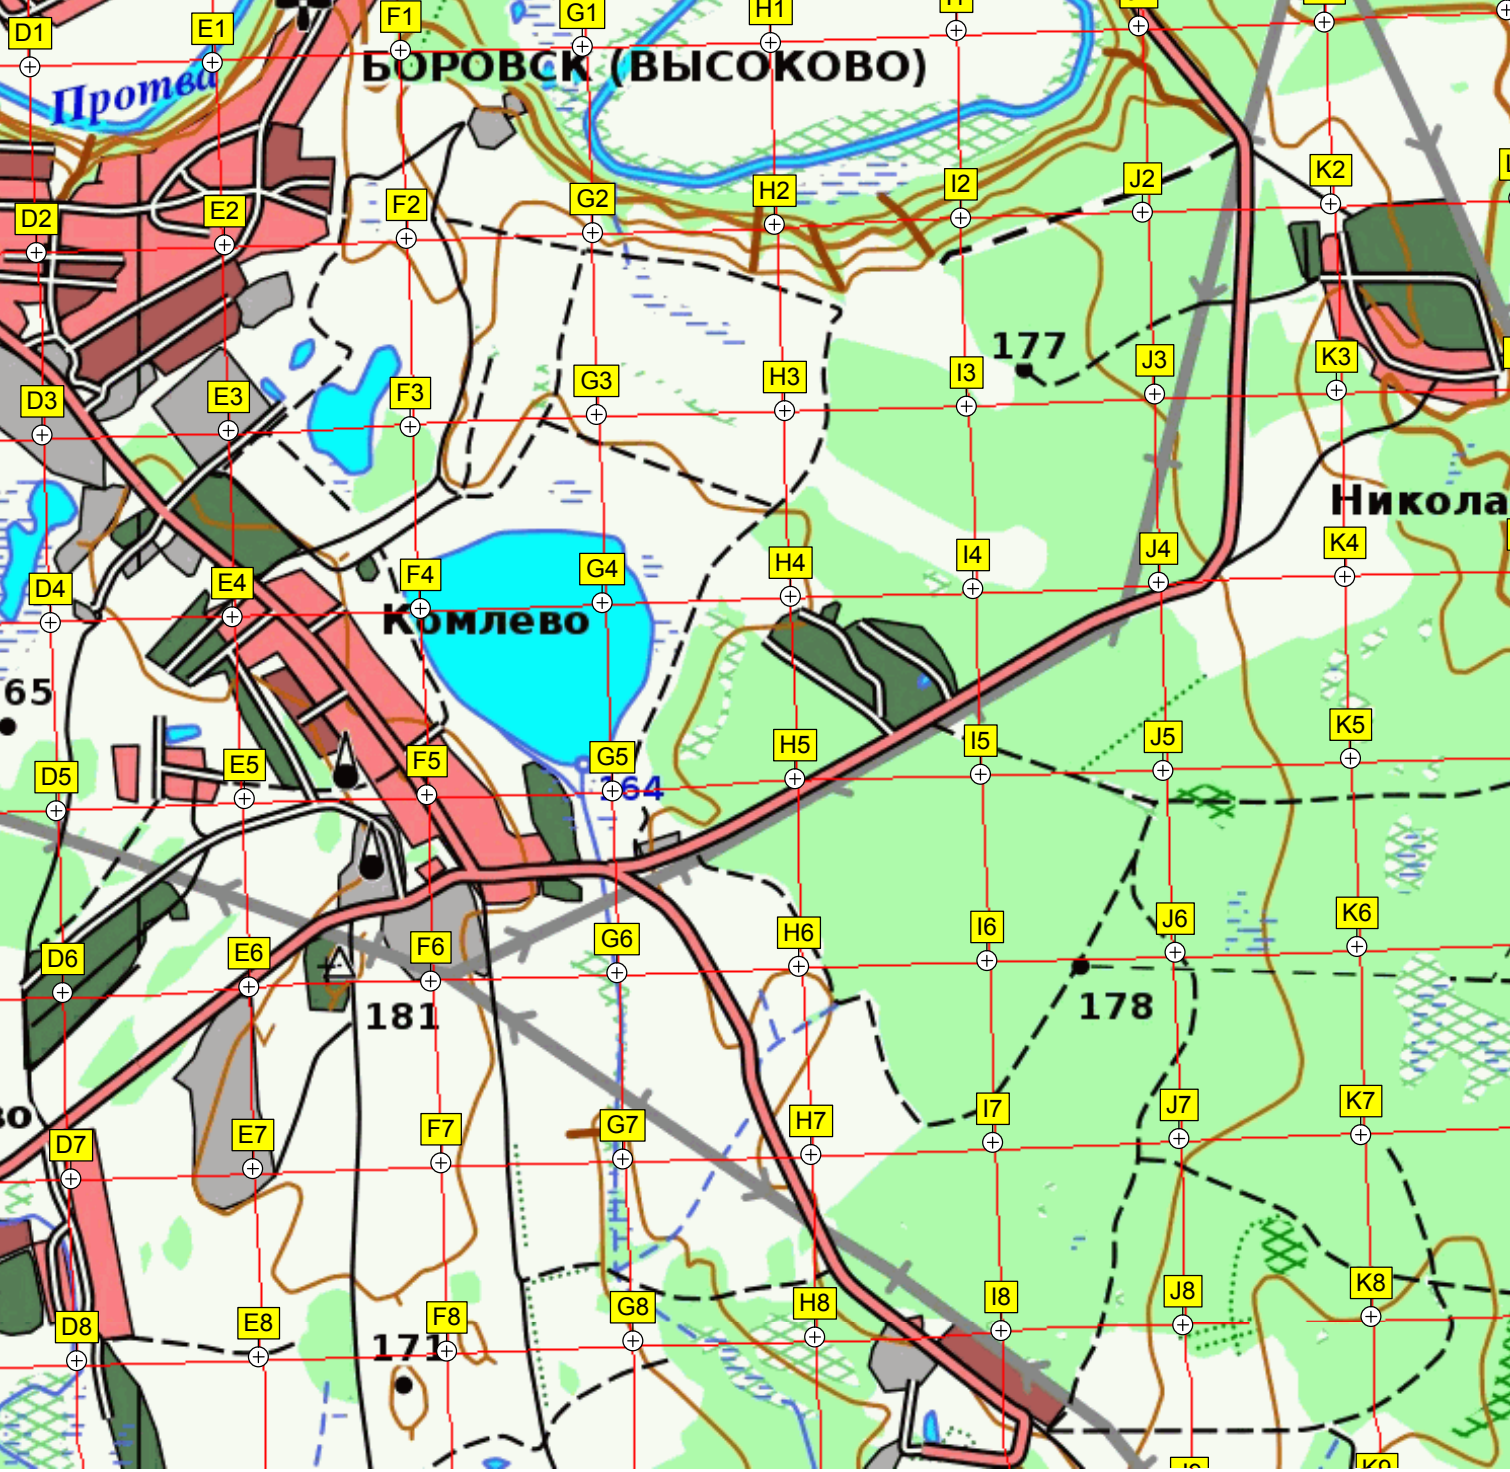 D1 E1 F1 G1 H1
БОРОВСК (ВЫСОКОВО)
Протва
D2 E2 F2 G2 H2 I2 J2 K2
177
D3 E3 F3 G3 H3 I3 J3 K3
Никола
D4 E4 F4 G4 H4 I4 J4 K4
Комлево
65
D5 E5 F5 G5 H5 I5 J5 K5
164
D6 E6 F6 G6 H6 I6 J6 K6
181
178
во
D7 E7 F7 G7 H7 I7 J7 K7
D8 E8 F8 G8 H8 I8 J8 K8
171